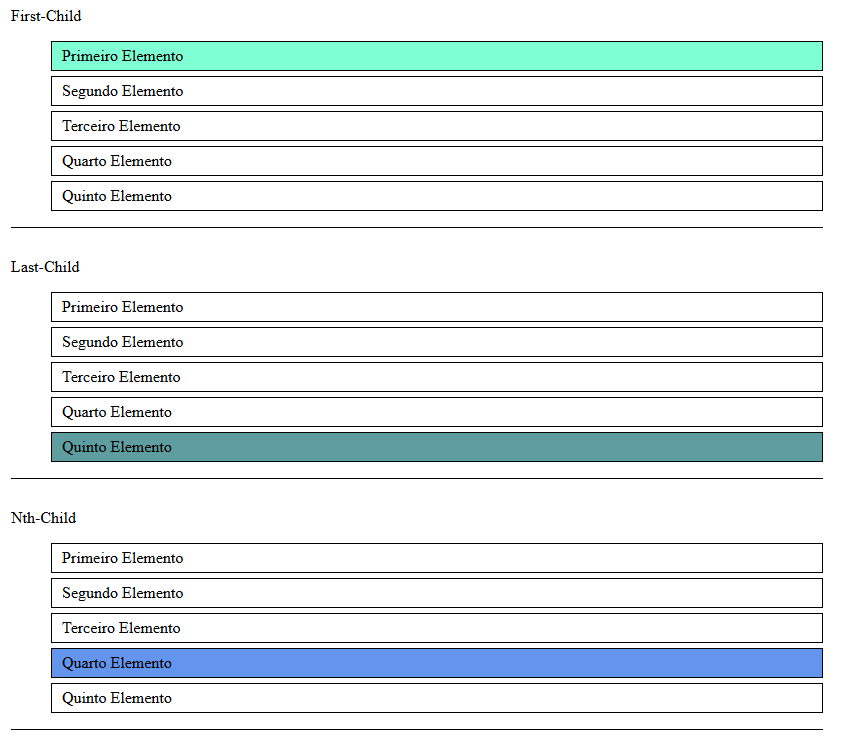 First-Child
Primeiro Elemento
Segundo Elemento
Terceiro Elemento
Quarto Elemento
Quinto Elemento
Last-Child
Primeiro Elemento
Segundo Elemento
Terceiro Elemento
Quarto Elemento
Quinto Elemento
Nth-Child
Primeiro Elemento
Segundo Elemento
Terceiro Elemento
Quarto Elemento
Quinto Elemento